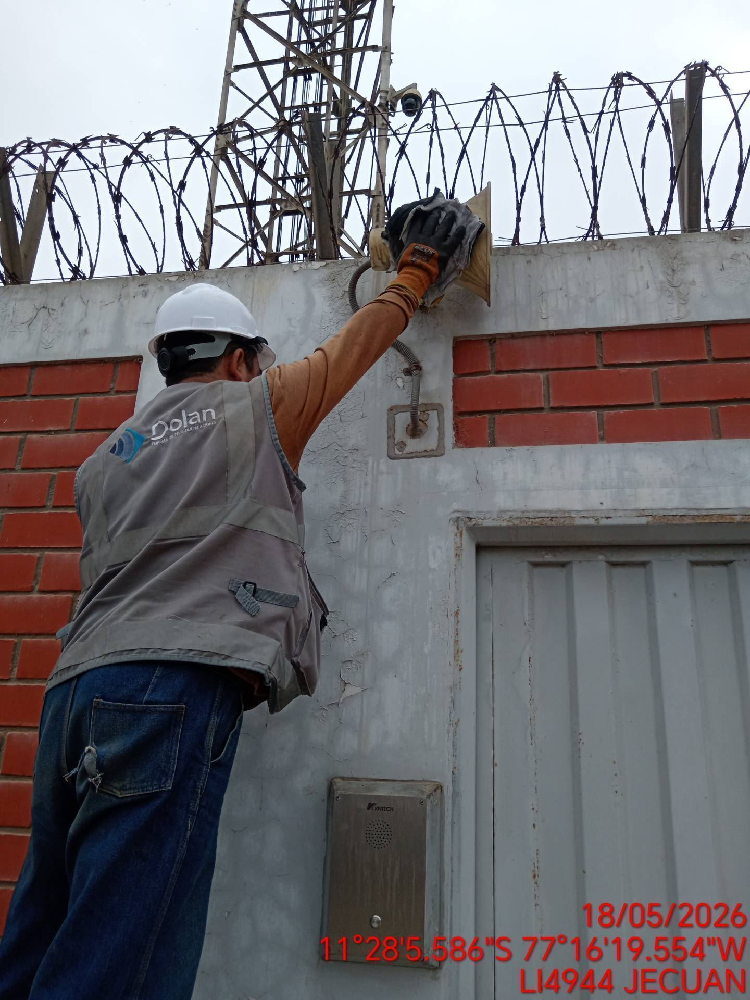 Dolan
EMPRESA DE TELECOMUNICACIONES
KNTECH
18/05/2026
11°28'5.586"S 77°16'19.554"W
LI4944 JECUAN